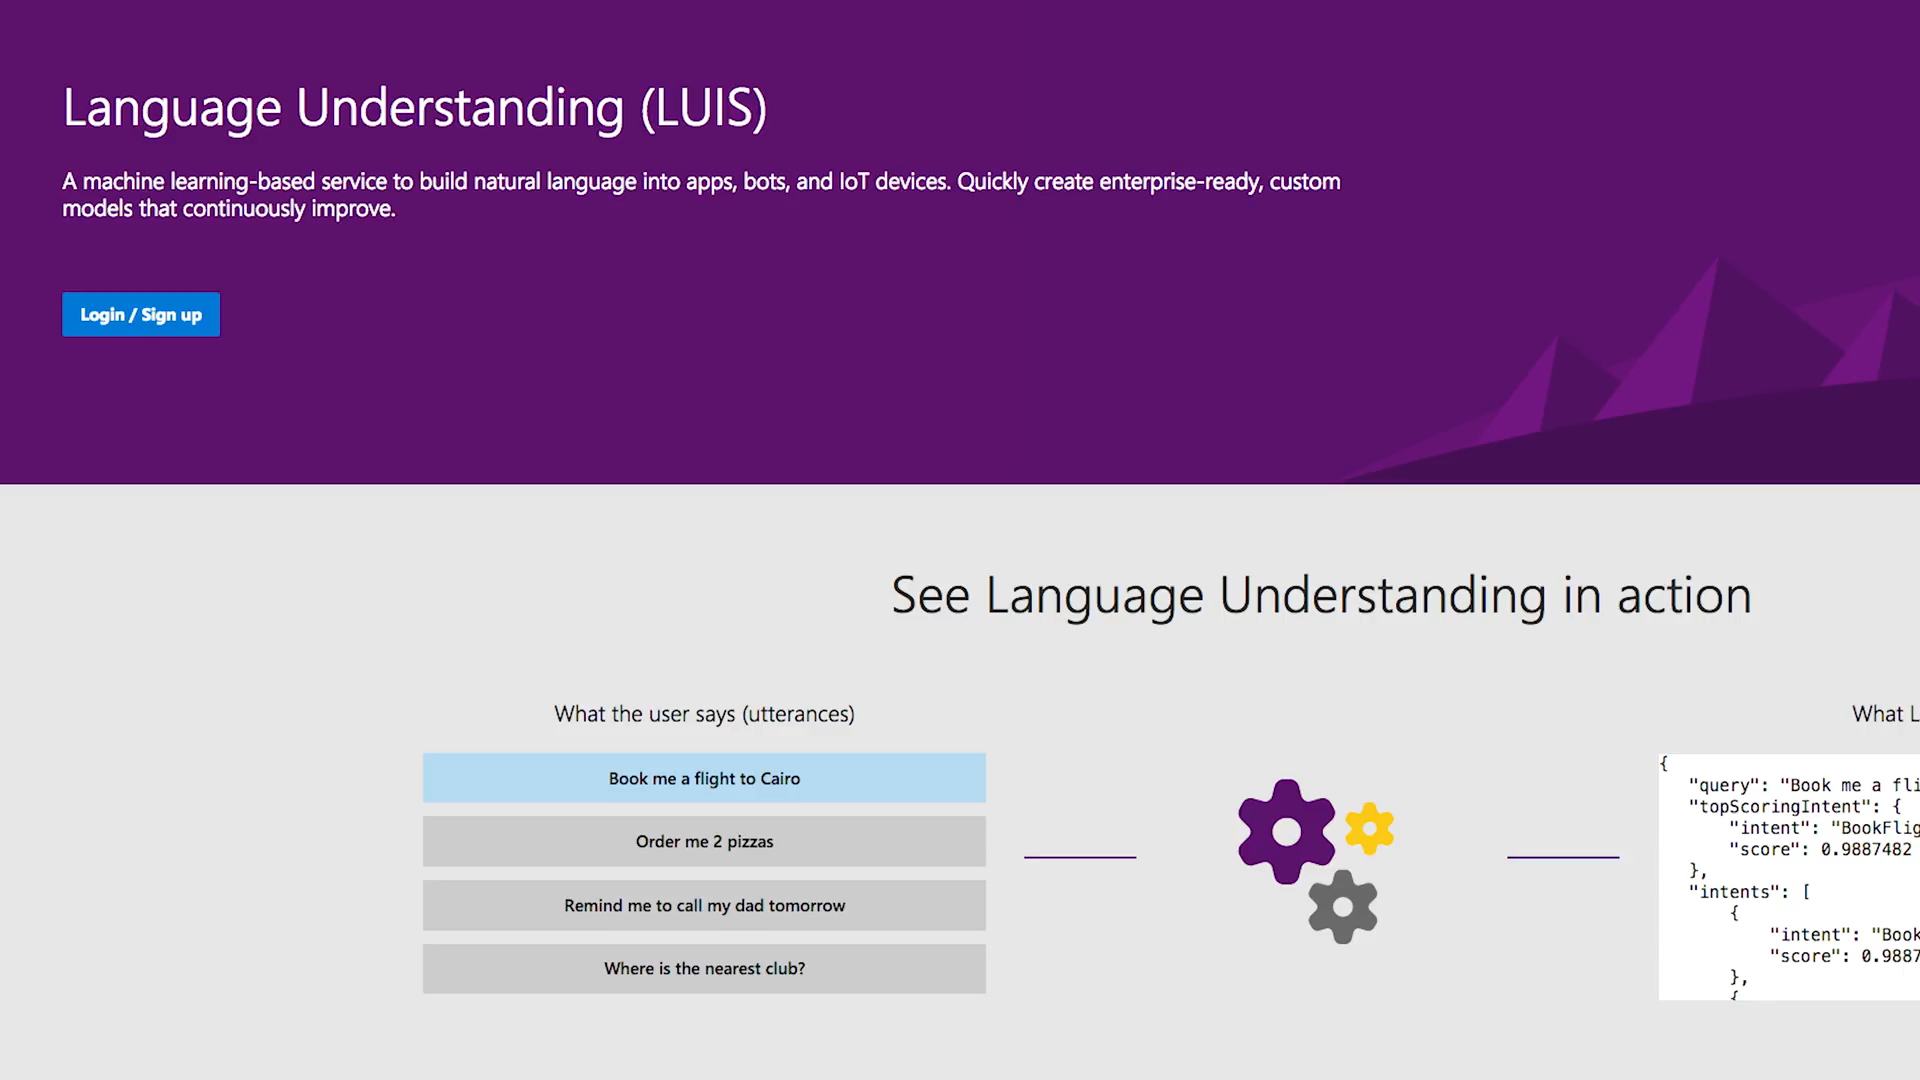 Language Understanding (LUIS)
A machine learning-based service to build natural language into apps, bots, and IoT devices. Quickly create enterprise-ready, custom
models that continuously improve.
Login / Sign up
See Language Understanding in action
What the user says (utterances)
Book me a flight to Cairo
Order me 2 pizzas
Remind me to call my dad tomorrow
Where is the nearest club?
What L
{
"query": "Book me a fli
"topScoringIntent": {
"intent": "BookFlig
"score": 0.9887482
},
"intents": [
{
"intent": "Book
"score": 0.9887
},
{